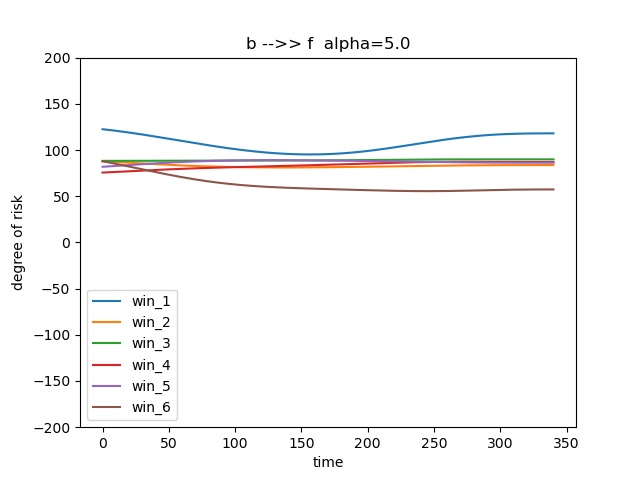 b -->> f  alpha=5.0
200
150
100
50
0
−50
−100
−150
−200
degree of risk
win_1
win_2
win_3
win_4
win_5
win_6
0 50 100 150 200 250 300 350
time